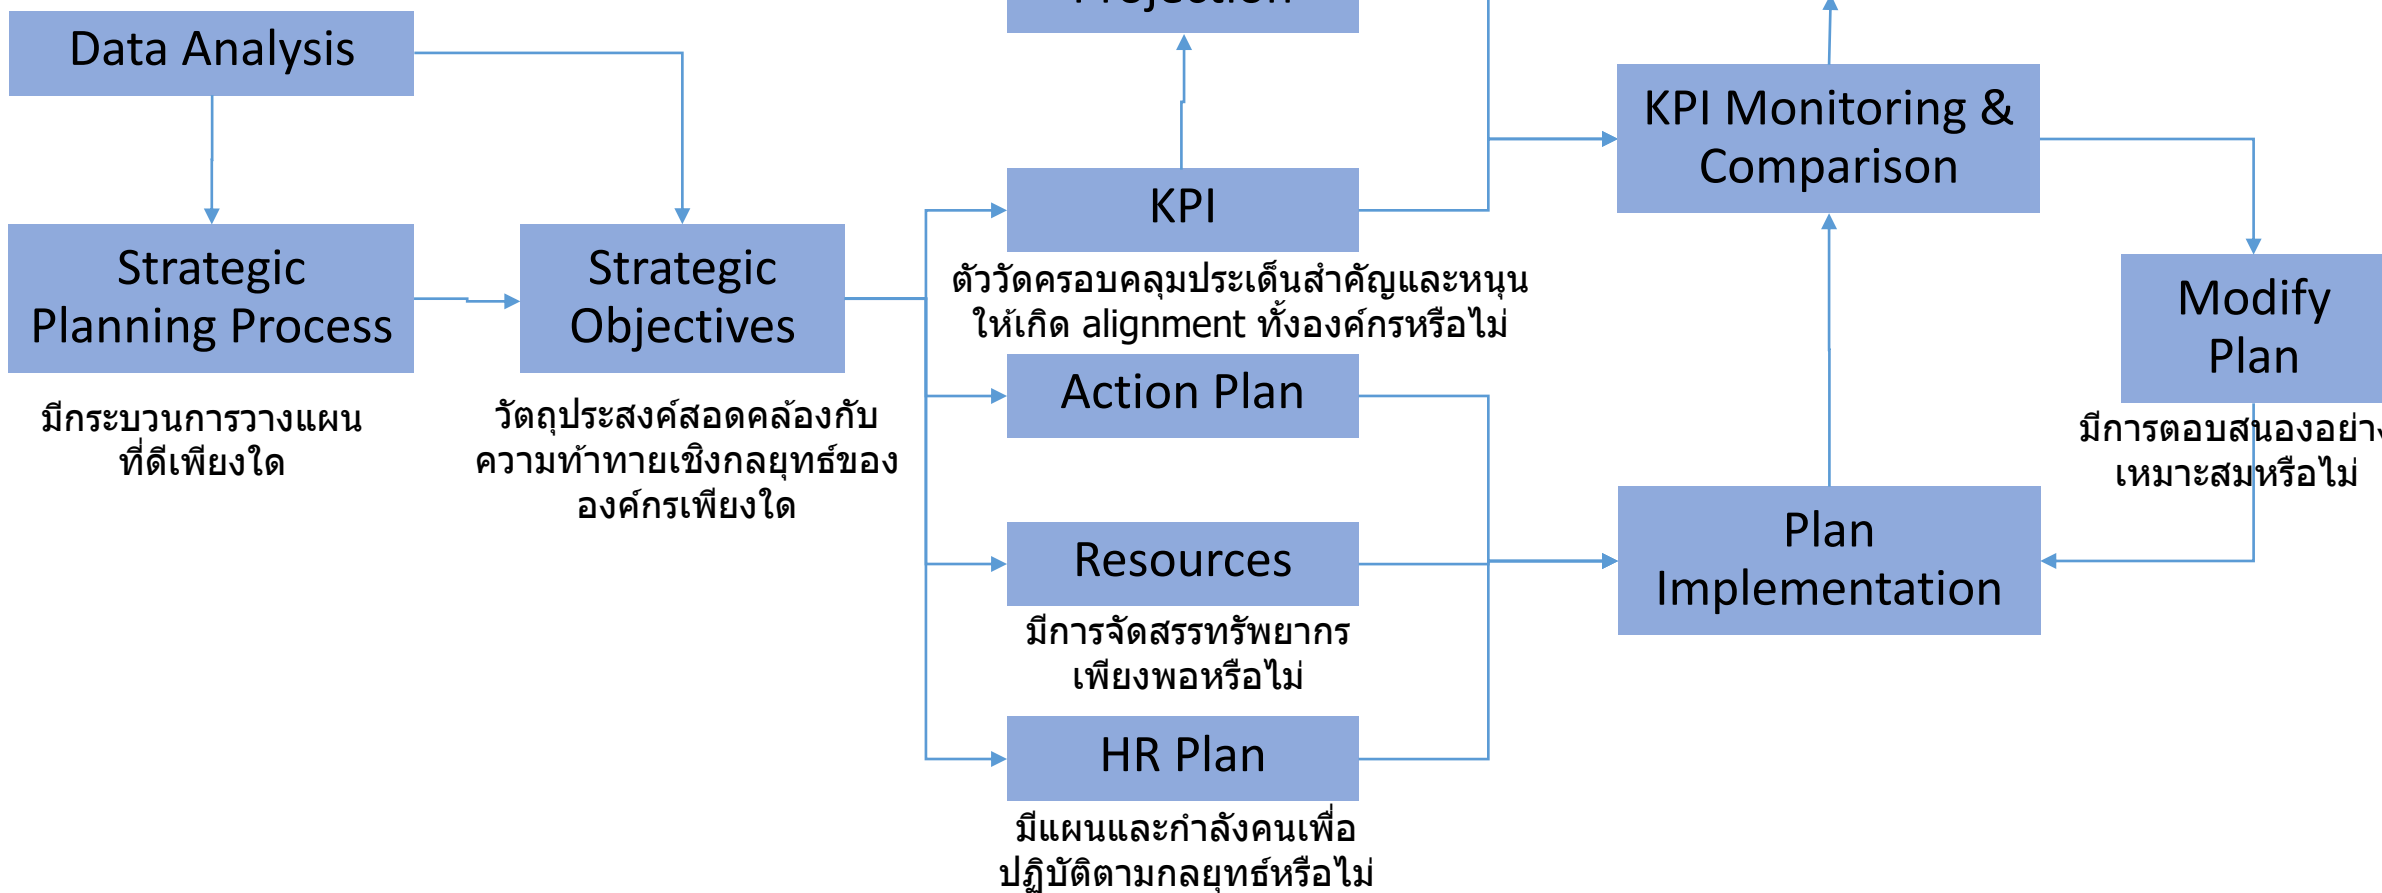 Projection
Data Analysis
KPI Monitoring &
Comparison
KPI
Strategic
Planning Process
Strategic
Objectives
ตัววัดครอบคลุมประเด็นสำคัญและหนุน
ให้เกิด alignment ทั้งองค์กรหรือไม่
Modify
Plan
Action Plan
มีกระบวนการวางแผน
ที่ดีเพียงใด
วัตถุประสงค์สอดคล้องกับ
ความท้าทายเชิงกลยุทธ์ของ
องค์กรเพียงใด
มีการตอบสนองอย่าง
เหมาะสมหรือไม่
Resources
Plan
Implementation
มีการจัดสรรทรัพยากร
เพียงพอหรือไม่
HR Plan
มีแผนและกำลังคนเพื่อ
ปฏิบัติตามกลยุทธ์หรือไม่